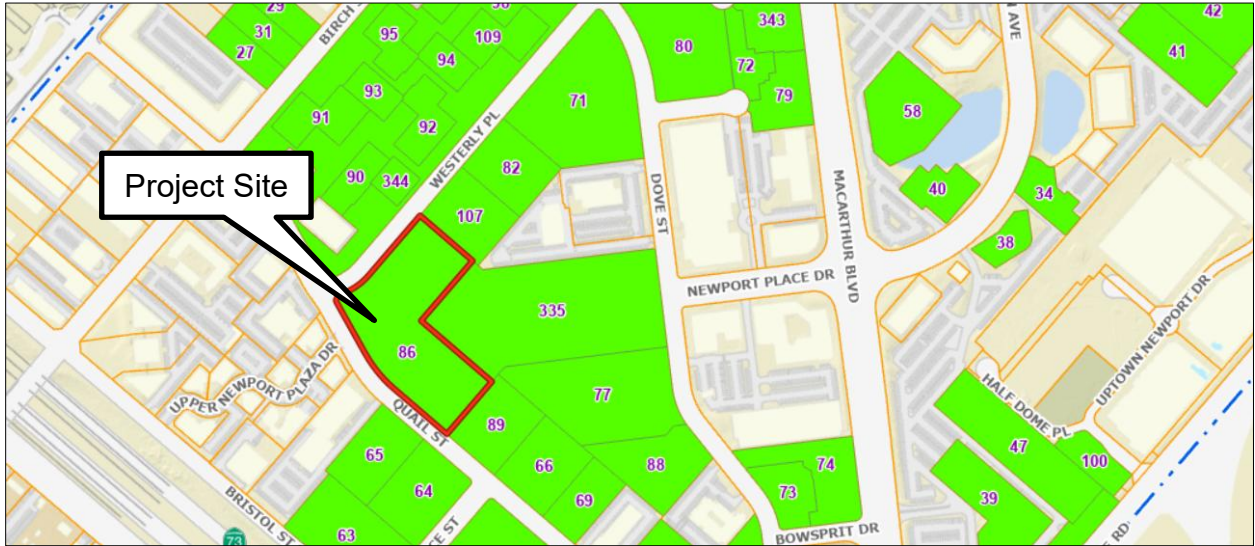 29
31
27
BIRCH
95
109
94
93
91
92
90
344
WESTERLY PL
71
82
107
80
343
72
79
58
40
34
38
42
41
AVE
Project Site
DOVE ST
MACARTHUR BLVD
NEWPORT PLACE DR
335
86
77
89
66
88
69
65
64
63
74
73
47
100
39
UPPER NEWPORT PLAZA DR
QUAIL ST
BRISTOL ST
73
CE ST
BOWSPRIT DR
HALF DOME PL
UPTOWN NEWPORT DR
E RD